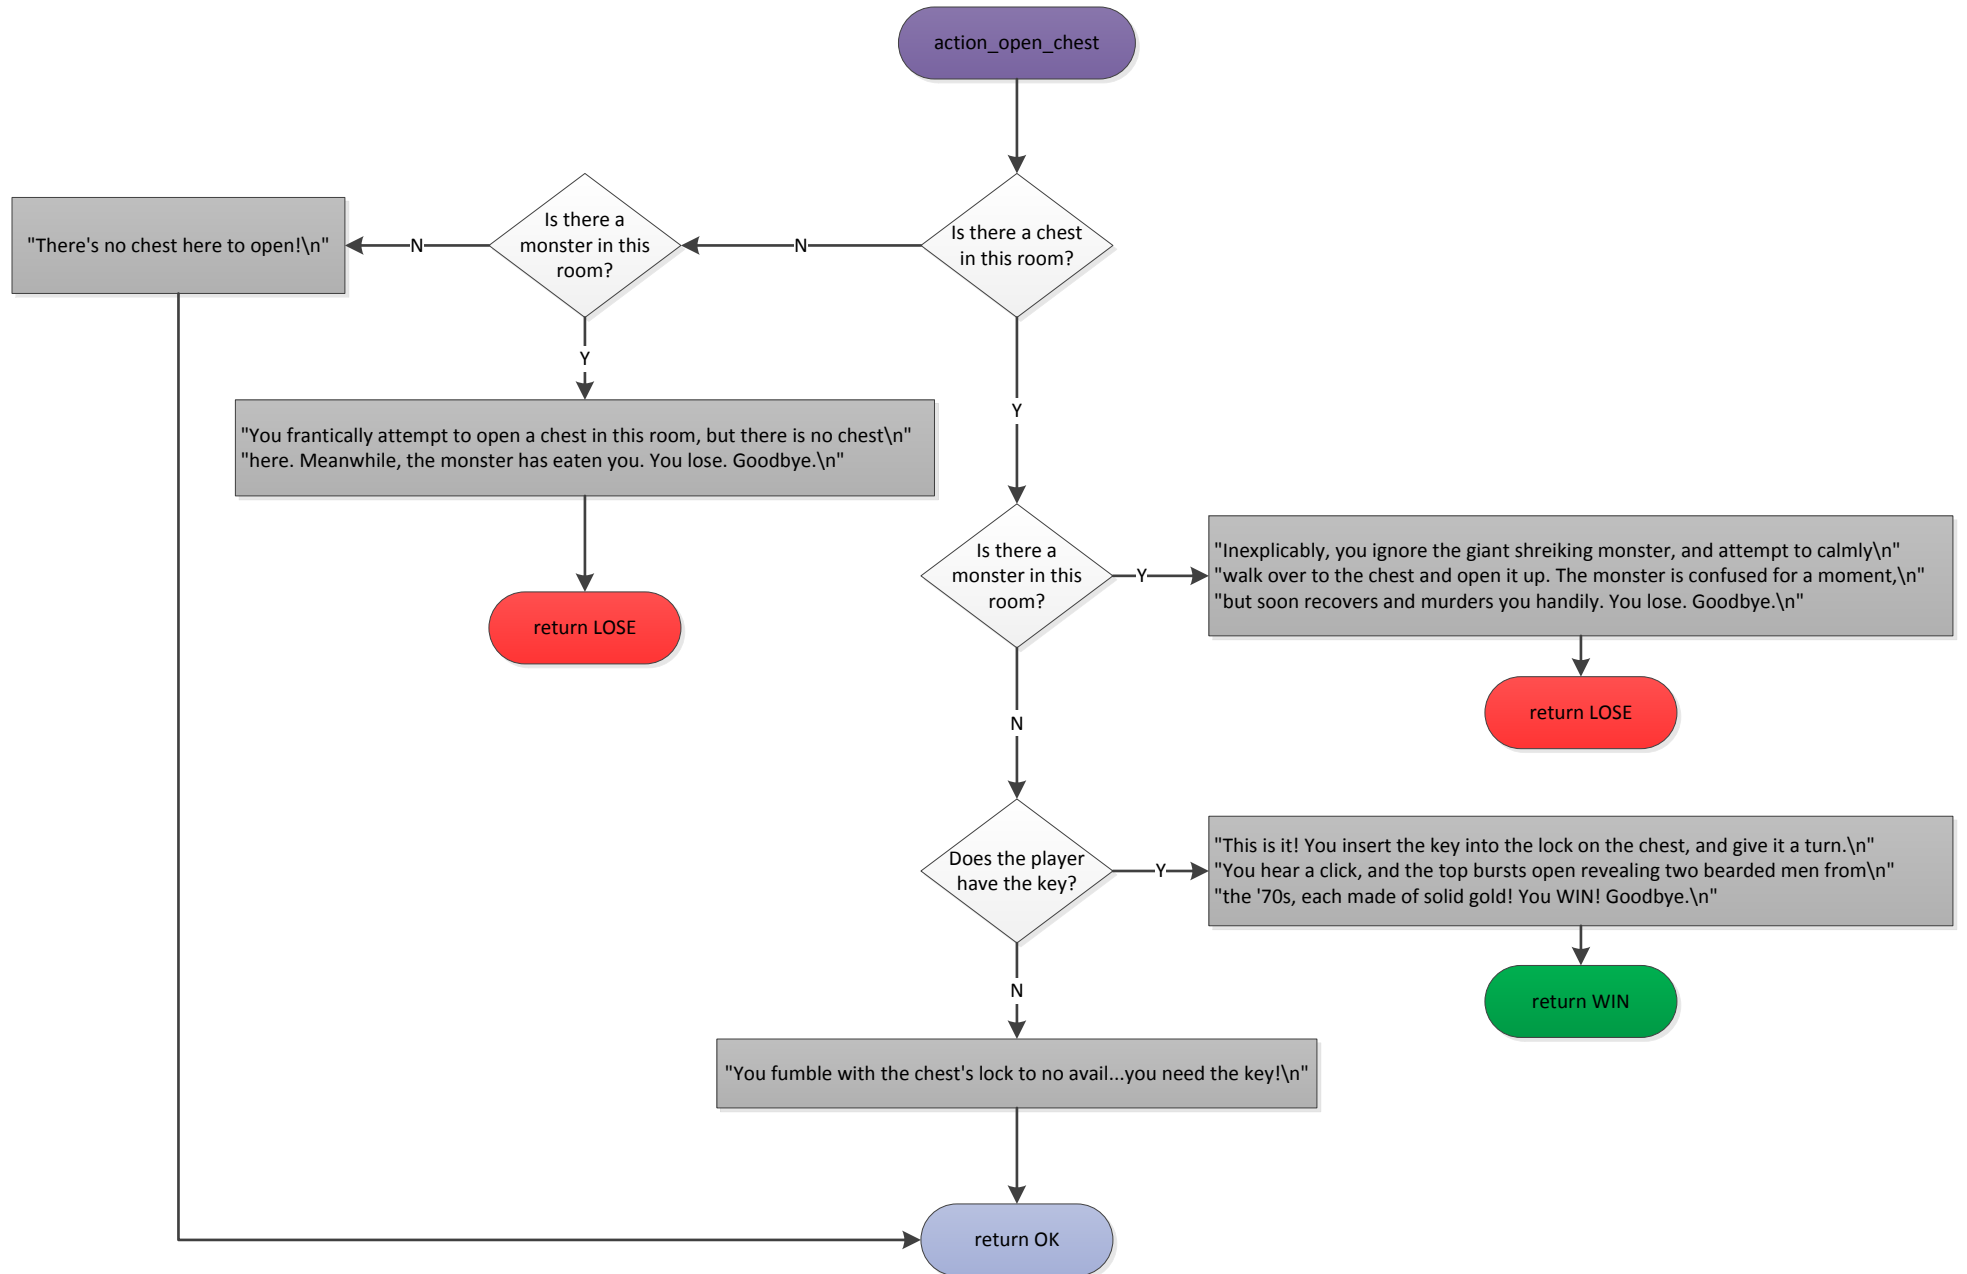 action_open_chest
Is there a chest
in this room?
N
Is there a
monster in this
room?
N
"There's no chest here to open!\n"
Y
"You frantically attempt to open a chest in this room, but there is no chest\n"
"here. Meanwhile, the monster has eaten you. You lose. Goodbye.\n"
return LOSE
Y
Is there a
monster in this
room?
Y
"Inexplicably, you ignore the giant shreiking monster, and attempt to calmly\n"
"walk over to the chest and open it up. The monster is confused for a moment,\n"
"but soon recovers and murders you handily. You lose. Goodbye.\n"
return LOSE
N
Does the player
have the key?
Y
"This is it! You insert the key into the lock on the chest, and give it a turn.\n"
"You hear a click, and the top bursts open revealing two bearded men from\n"
"the '70s, each made of solid gold! You WIN! Goodbye.\n"
return WIN
N
"You fumble with the chest's lock to no avail...you need the key!\n"
return OK